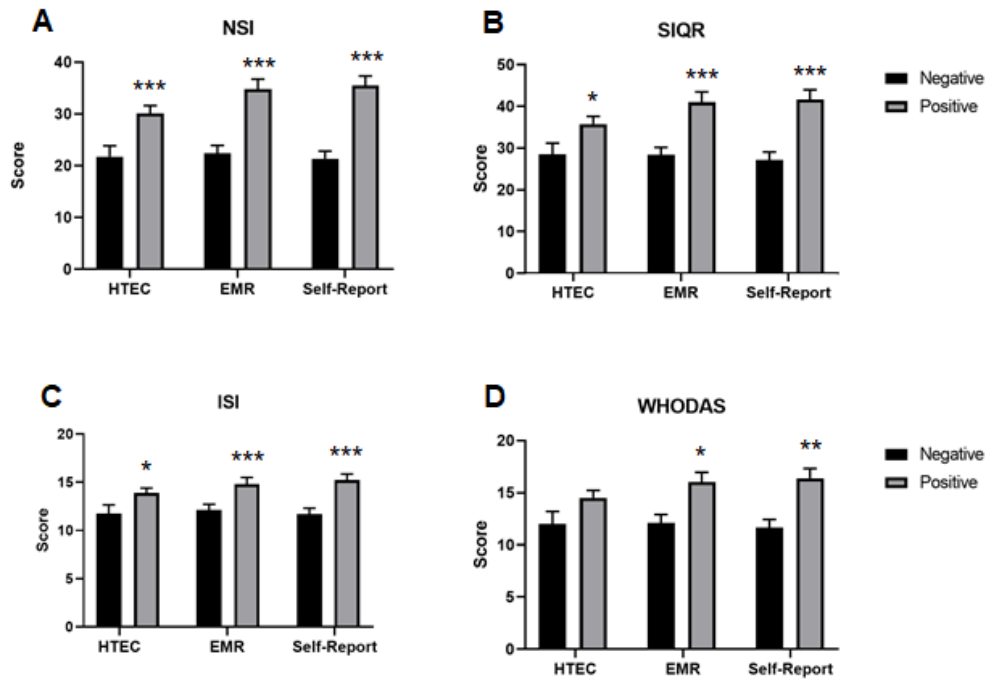 A
NSI
Score
40
30
20
10
0
***
***
***
HTEC
EMR
Self-Report
B
SIQR
Score
50
40
30
20
10
0
*
***
***
HTEC
EMR
Self-Report
Negative
Positive
C
ISI
Score
20
15
10
5
0
*
***
***
HTEC
EMR
Self-Report
D
WHODAS
Score
20
15
10
5
0
*
**
HTEC
EMR
Self-Report
Negative
Positive